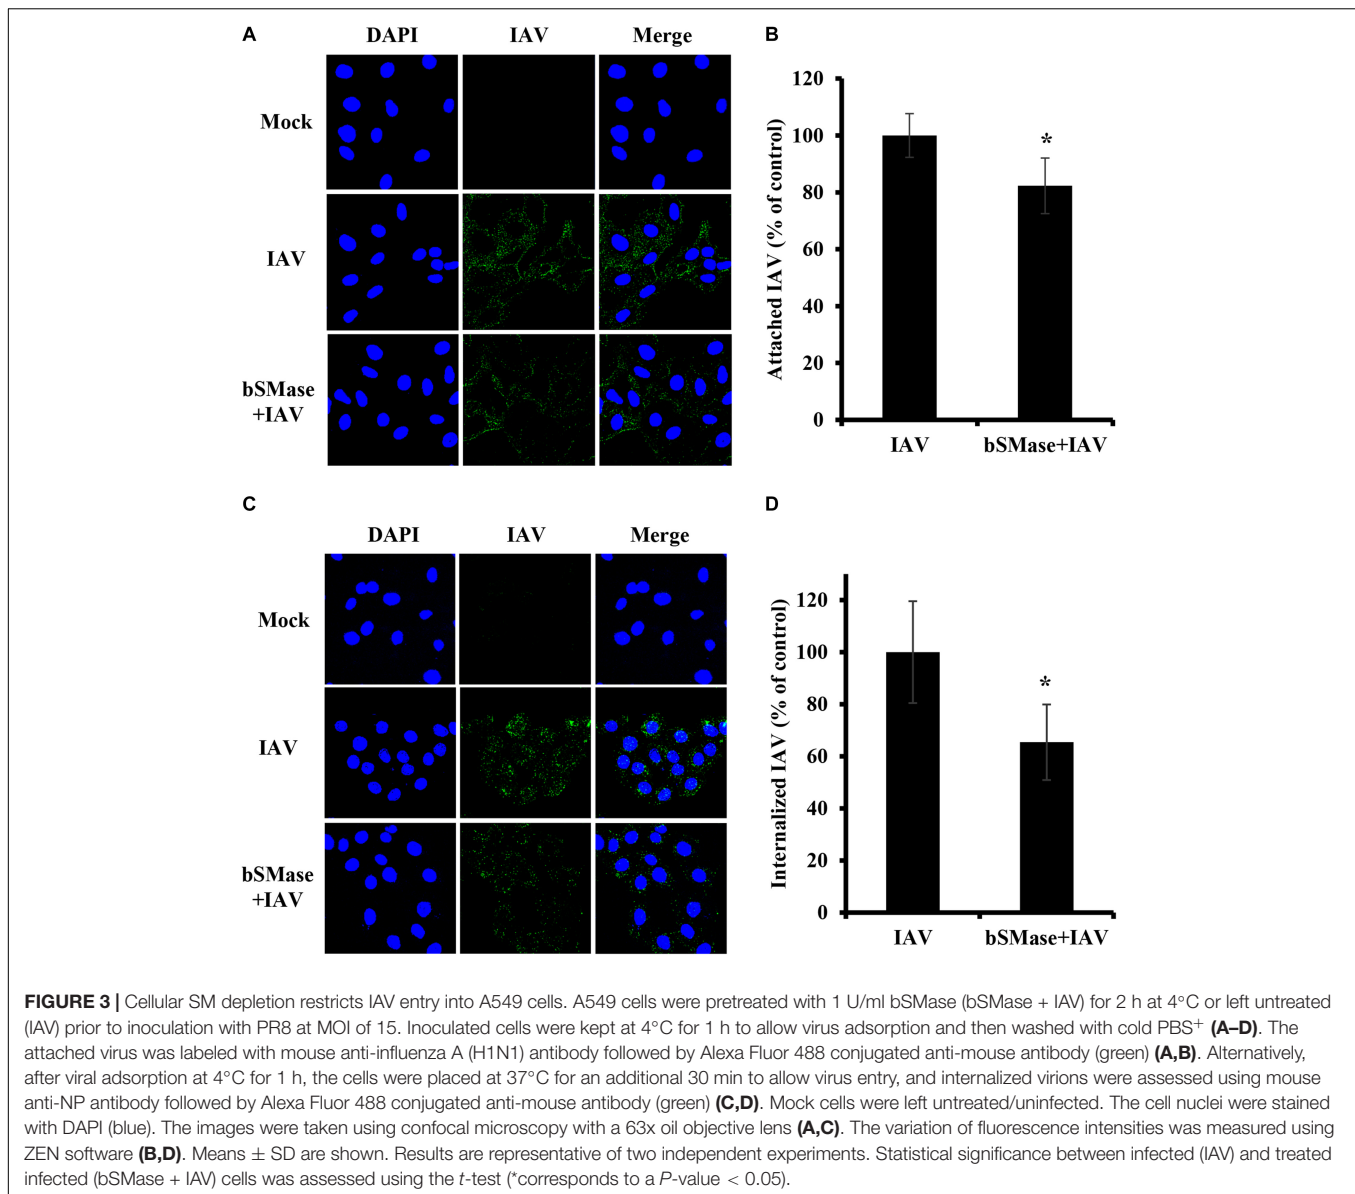 A
DAPI IAV Merge
Mock
IAV
bSMase
+IAV
B
Attached IAV (% of control)
120
100
80
60
40
20
0
*
IAV bSMase+IAV
C
DAPI IAV Merge
Mock
IAV
bSMase
+IAV
D
Internalized IAV (% of control)
120
100
80
60
40
20
0
*
IAV bSMase+IAV
FIGURE 3 | Cellular SM depletion restricts IAV entry into A549 cells. A549 cells were pretreated with 1 U/ml bSMase (bSMase + IAV) for 2 h at 4°C or left untreated
(IAV) prior to inoculation with PR8 at MOI of 15. Inoculated cells were kept at 4°C for 1 h to allow virus adsorption and then washed with cold PBS⁺ (A–D). The
attached virus was labeled with mouse anti-influenza A (H1N1) antibody followed by Alexa Fluor 488 conjugated anti-mouse antibody (green) (A,B). Alternatively,
after viral adsorption at 4°C for 1 h, the cells were placed at 37°C for an additional 30 min to allow virus entry, and internalized virions were assessed using mouse
anti-NP antibody followed by Alexa Fluor 488 conjugated anti-mouse antibody (green) (C,D). Mock cells were left untreated/uninfected. The cell nuclei were stained
with DAPI (blue). The images were taken using confocal microscopy with a 63x oil objective lens (A,C). The variation of fluorescence intensities was measured using
ZEN software (B,D). Means ± SD are shown. Results are representative of two independent experiments. Statistical significance between infected (IAV) and treated
infected (bSMase + IAV) cells was assessed using the t-test (*corresponds to a P-value < 0.05).